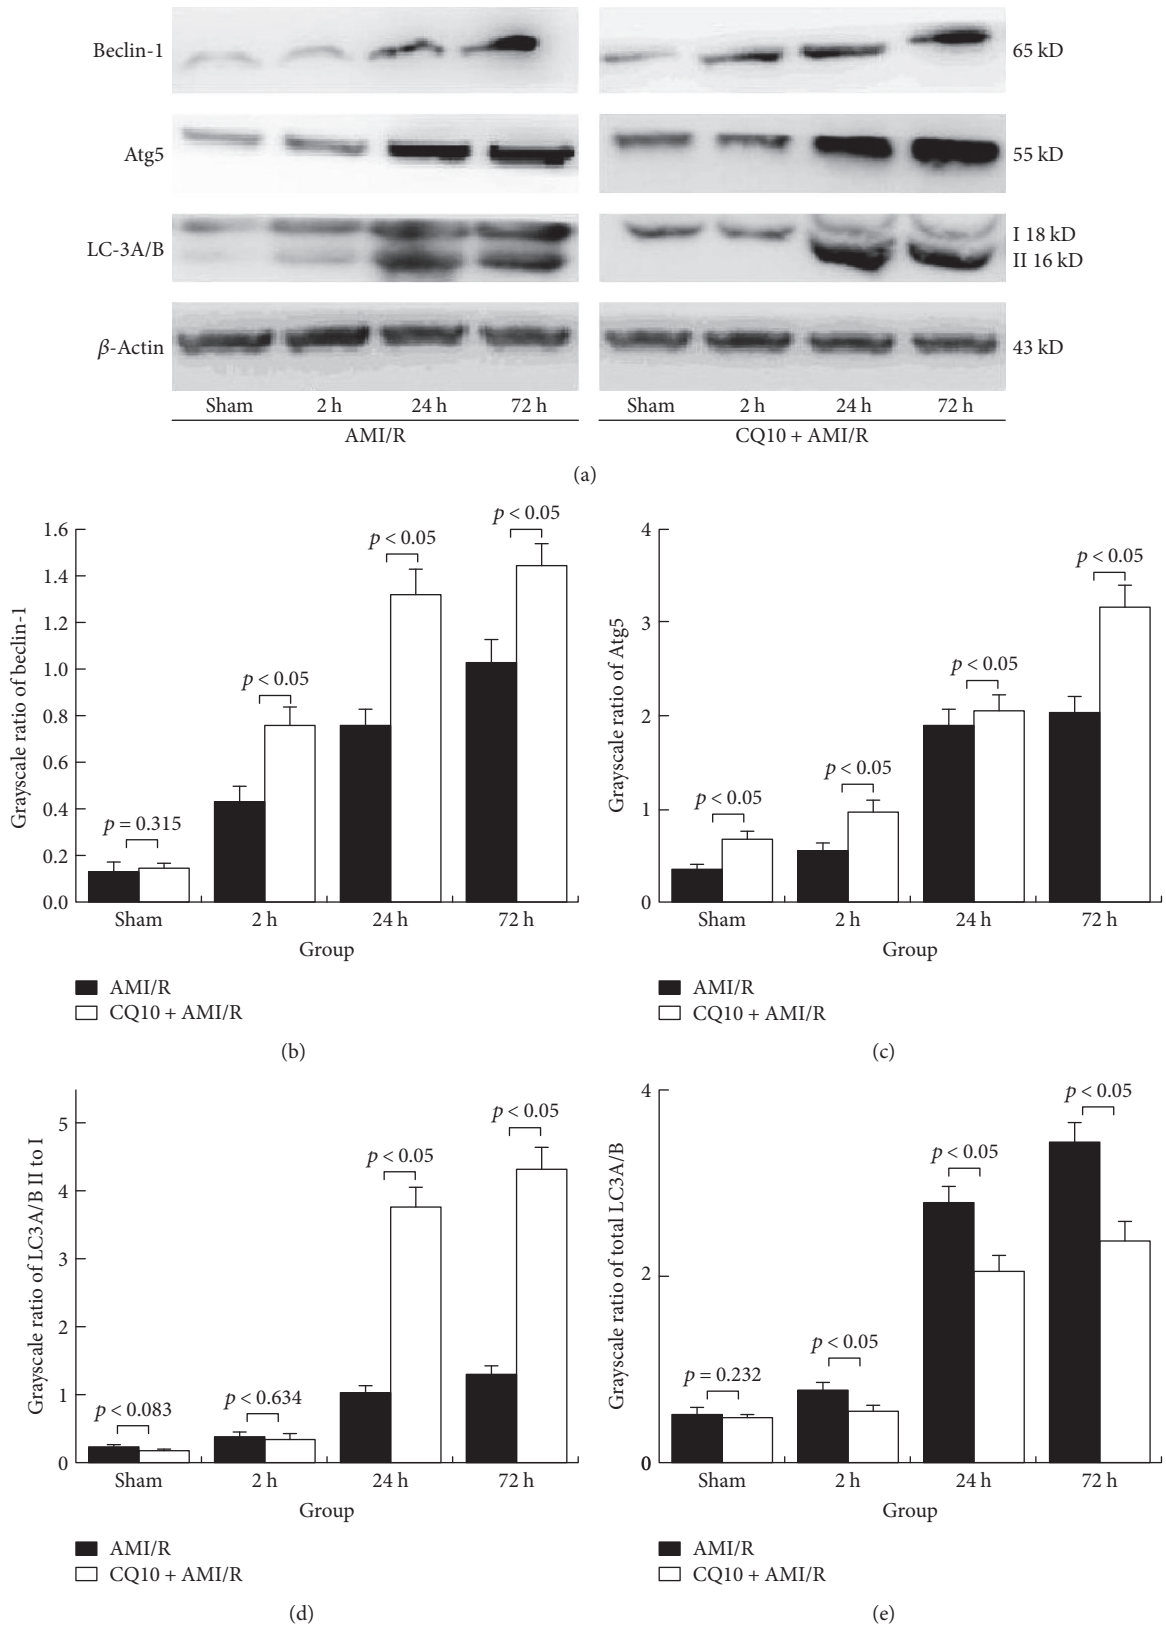 Beclin-1 65 kD
Atg5 55 kD
LC-3A/B I 18 kD
II 16 kD
β-Actin 43 kD
Sham 2 h 24 h 72 h Sham 2 h 24 h 72 h
AMI/R CQ10 + AMI/R
(a)
Grayscale ratio of beclin-1
1.6
1.4
1.2
1.0
0.8
0.6
0.4
0.2
0.0
p = 0.315
p < 0.05
p < 0.05
p < 0.05
Sham 2 h 24 h 72 h
Group
AMI/R
CQ10 + AMI/R
(b)
Grayscale ratio of Atg5
4
3
2
1
0
p < 0.05
p < 0.05
p < 0.05
p < 0.05
Sham 2 h 24 h 72 h
Group
AMI/R
CQ10 + AMI/R
(c)
Grayscale ratio of LC3A/B II to I
5
4
3
2
1
0
p < 0.083
p < 0.634
p < 0.05
p < 0.05
Sham 2 h 24 h 72 h
Group
AMI/R
CQ10 + AMI/R
(d)
Grayscale ratio of total LC3A/B
4
2
0
p = 0.232
p < 0.05
p < 0.05
p < 0.05
Sham 2 h 24 h 72 h
Group
AMI/R
CQ10 + AMI/R
(e)